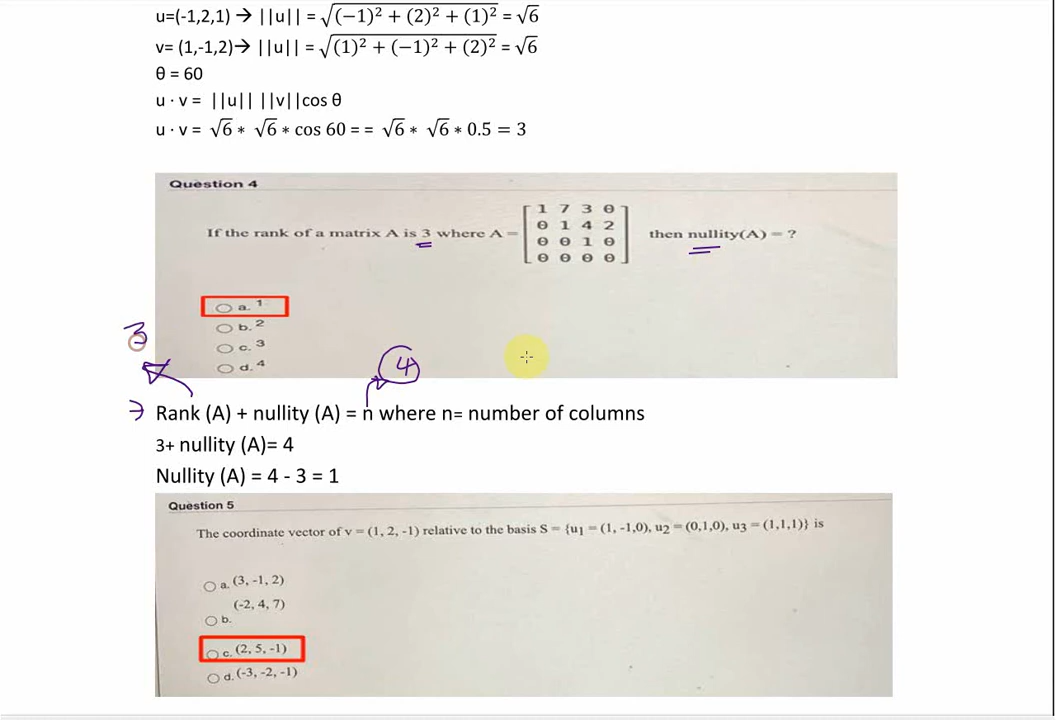 u=(-1,2,1) → ||u|| = √(−1)² + (2)² + (1)² = √6
v= (1,-1,2)→ ||u|| = √(1)² + (−1)² + (2)² = √6
θ = 60
u · v = ||u|| ||v||cos θ
u · v = √6 * √6 * cos 60 = = √6 * √6 * 0.5 = 3
Question 4
1 7 3 0
0 1 4 2
If the rank of a matrix A is 3 where A = then nullity(A) = ?
0 0 1 0
0 0 0 0
a. 1
b. 2
c. 3
d. 4
3
4
Rank (A) + nullity (A) = n where n= number of columns
3+ nullity (A)= 4
Nullity (A) = 4 - 3 = 1
Question 5
The coordinate vector of v = (1, 2, -1) relative to the basis S = {u1 = (1, -1,0), u2 = (0,1,0), u3 = (1,1,1)} is
a. (3, -1, 2)
(-2, 4, 7)
b.
c. (2, 5, -1)
d. (-3, -2, -1)